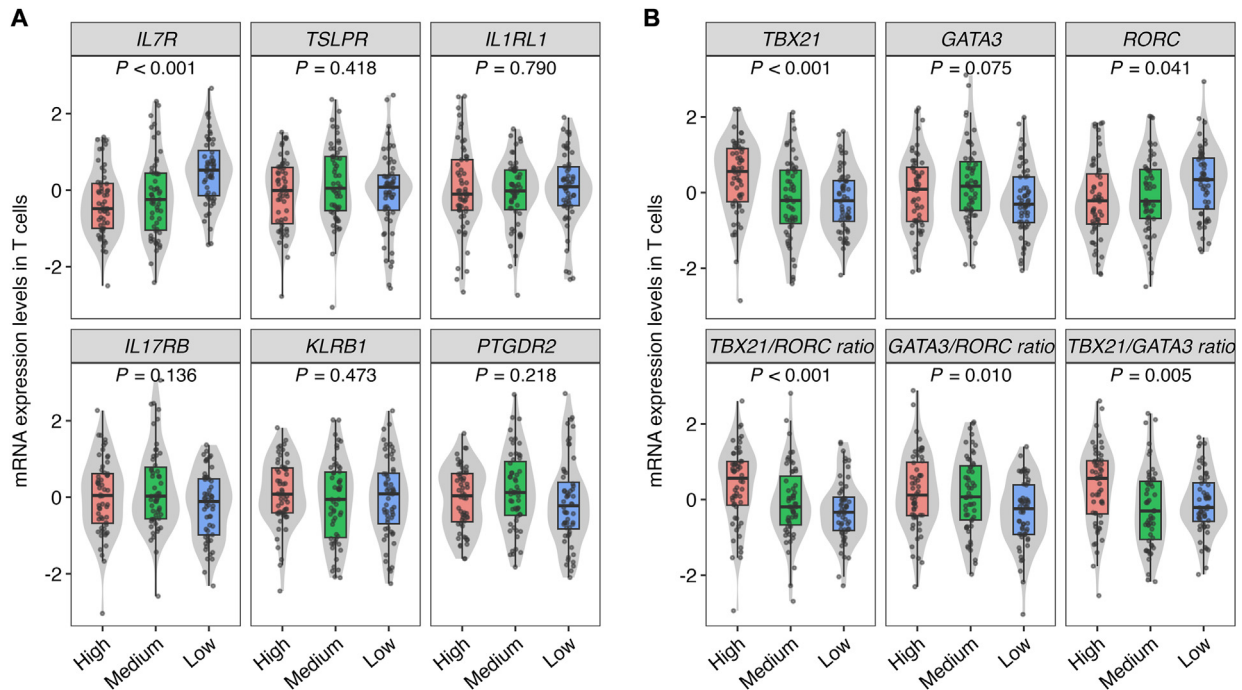 A
B
mRNA expression levels in T cells
IL7R
TSLPR
IL1RL1
P < 0.001
P = 0.418
P = 0.790
2
0
-2
IL17RB
KLRB1
PTGDR2
P = 0.136
P = 0.473
P = 0.218
2
0
-2
High
Medium
Low
High
Medium
Low
High
Medium
Low
mRNA expression levels in T cells
TBX21
GATA3
RORC
P < 0.001
P = 0.075
P = 0.041
2
0
-2
TBX21/RORC ratio
GATA3/RORC ratio
TBX21/GATA3 ratio
P < 0.001
P = 0.010
P = 0.005
2
0
-2
High
Medium
Low
High
Medium
Low
High
Medium
Low